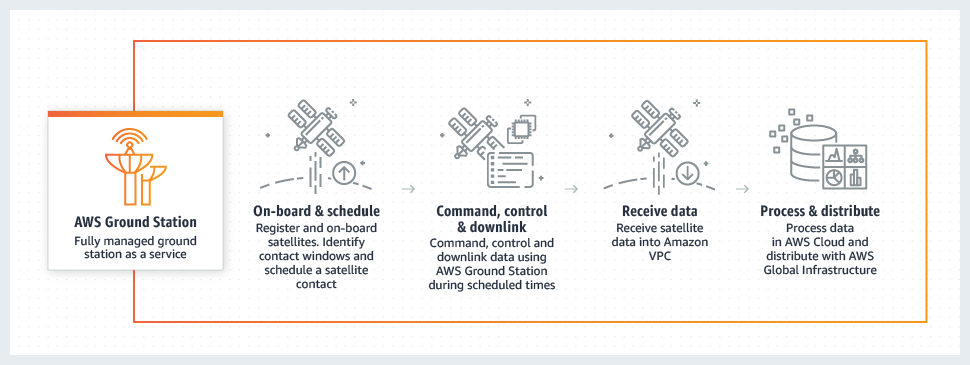 AWS Ground Station
Fully managed ground
station as a service
On-board & schedule
Register and on-board
satellites. Identify
contact windows and
schedule a satellite
contact
Command, control
& downlink
Command, control and
downlink data using
AWS Ground Station
during scheduled times
Receive data
Receive satellite
data into Amazon
VPC
Process & distribute
Process data
in AWS Cloud and
distribute with AWS
Global Infrastructure